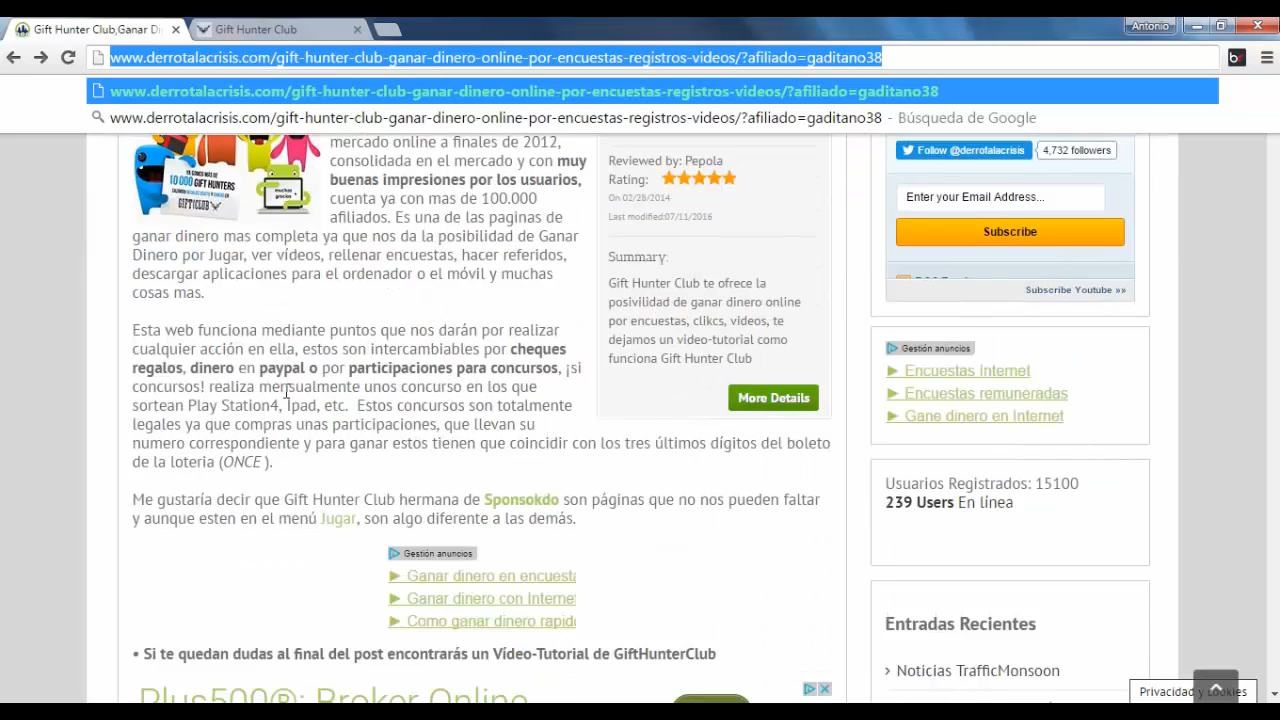 Gift Hunter Club,Ganar Di
Gift Hunter Club
Antonio
www.derrotalacrisis.com/gift-hunter-club-ganar-dinero-online-por-encuestas-registros-videos/?afiliado=gaditano38
www.derrotalacrisis.com/gift-hunter-club-ganar-dinero-online-por-encuestas-registros-videos/?afiliado=gaditano38
www.derrotalacrisis.com/gift-hunter-club-ganar-dinero-online-por-encuestas-registros-videos/?afiliado=gaditano38 - Búsqueda de Google
YA SOMOS MÁS DE
10 000 GIFT HUNTERS
GIFTCLUB
muchas
gracias
mercado online a finales de 2012,
consolidada en el mercado y con muy
buenas impresiones por los usuarios,
cuenta ya con mas de 100.000
afiliados. Es una de las paginas de
ganar dinero mas completa ya que nos da la posibilidad de Ganar
Dinero por Jugar, ver vídeos, rellenar encuestas, hacer referidos,
descargar aplicaciones para el ordenador o el móvil y muchas
cosas mas.
Esta web funciona mediante puntos que nos darán por realizar
cualquier acción en ella, estos son intercambiables por cheques
regalos, dinero en paypal o por participaciones para concursos, ¡si
concursos! realiza mensualmente unos concurso en los que
sortean Play Station4, Ipad, etc. Estos concursos son totalmente
legales ya que compras unas participaciones, que llevan su
numero correspondiente y para ganar estos tienen que coincidir con los tres últimos dígitos del boleto
de la loteria (ONCE ).
Me gustaría decir que Gift Hunter Club hermana de Sponsokdo son páginas que no nos pueden faltar
y aunque esten en el menú Jugar, son algo diferente a las demás.
Gestión anuncios
► Ganar dinero en encuesta
► Ganar dinero con Internet
► Como ganar dinero rapido
• Si te quedan dudas al final del post encontrarás un Vídeo-Tutorial de GiftHunterClub
Plus500®: Broker Online
Reviewed by: Pepola
Rating:
On 02/28/2014
Last modified:07/11/2016
Summary:
Gift Hunter Club te ofrece la
posivilidad de ganar dinero online
por encuestas, clikcs, videos, te
dejamos un video-tutorial como
funciona Gift Hunter Club
More Details
Follow @derrotalacrisis
4,732 followers
Enter your Email Address...
Subscribe
Subscribe Youtube »»
Gestión anuncios
► Encuestas Internet
► Encuestas remuneradas
► Gane dinero en Internet
Usuarios Registrados: 15100
239 Users En línea
Entradas Recientes
› Noticias TrafficMonsoon
Privacidad y cookies